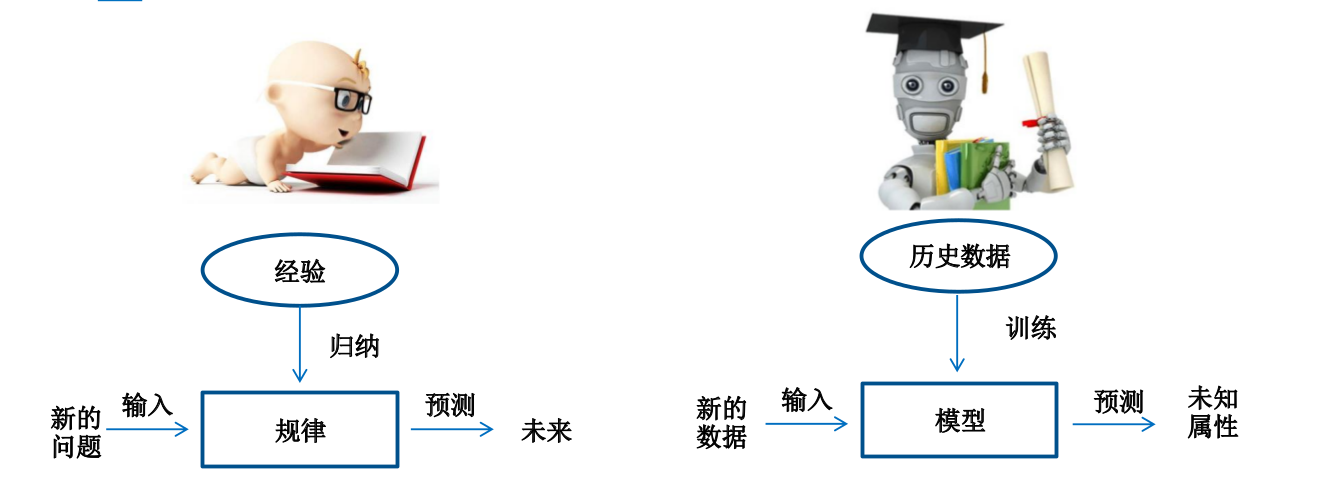 经验
归纳
新的
问题
输入
规律
预测
未来
历史数据
训练
新的
数据
输入
模型
预测
未知
属性